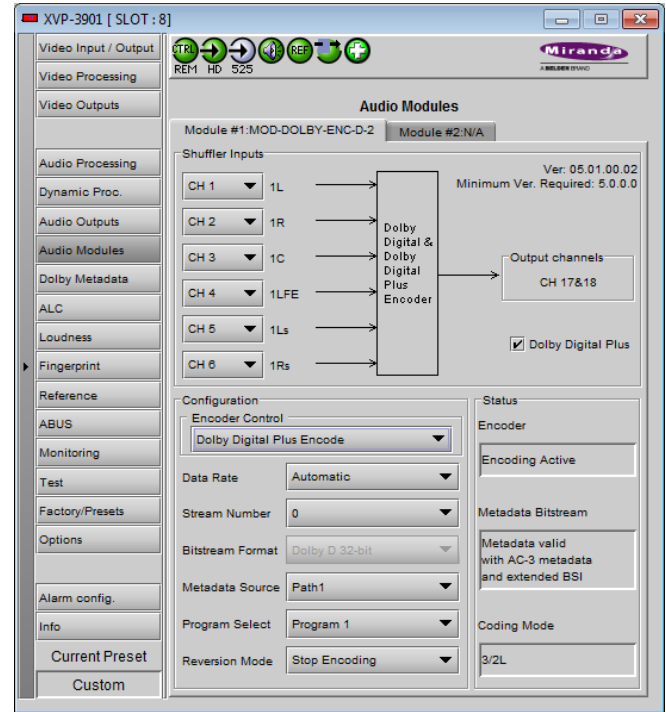 XVP-3901 [ SLOT : 8]
Video Input / Output
Video Processing
Video Outputs
Audio Processing
Dynamic Proc.
Audio Outputs
Audio Modules
Dolby Metadata
ALC
Loudness
Fingerprint
Reference
ABUS
Monitoring
Test
Factory/Presets
Options
Alarm config.
Info
Current Preset
Custom
CTRL
REF
REM HD 525
Miranda
A BELDEN BRAND
Audio Modules
Module #1:MOD-DOLBY-ENC-D-2
Module #2:N/A
Shuffler Inputs
Ver: 05.01.00.02
Minimum Ver. Required: 5.0.0.0
CH 1 1L
CH 2 1R
CH 3 1C
CH 4 1LFE
CH 5 1Ls
CH 6 1Rs
Dolby
Digital &
Dolby
Digital
Plus
Encoder
Output channels
CH 17&18
Dolby Digital Plus
Configuration
Encoder Control
Dolby Digital Plus Encode
Data Rate Automatic
Stream Number 0
Bitstream Format Dolby D 32-bit
Metadata Source Path1
Program Select Program 1
Reversion Mode Stop Encoding
Status
Encoder
Encoding Active
Metadata Bitstream
Metadata valid
with AC-3 metadata
and extended BSI
Coding Mode
3/2L